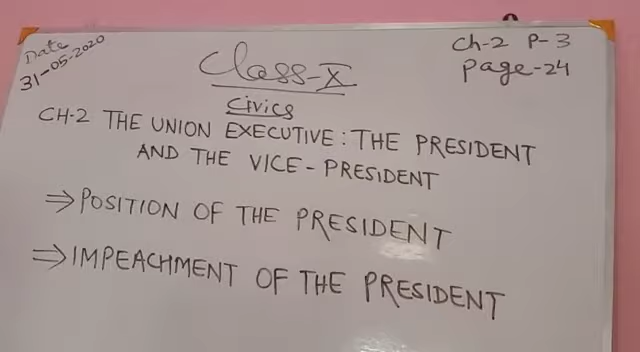 Date
31-05-2020
Class-X
Ch-2 P-3
Page-24
Civics
CH-2 THE UNION EXECUTIVE: THE PRESIDENT
AND THE VICE-PRESIDENT
⇒ POSITION OF THE PRESIDENT
⇒ IMPEACHMENT OF THE PRESIDENT